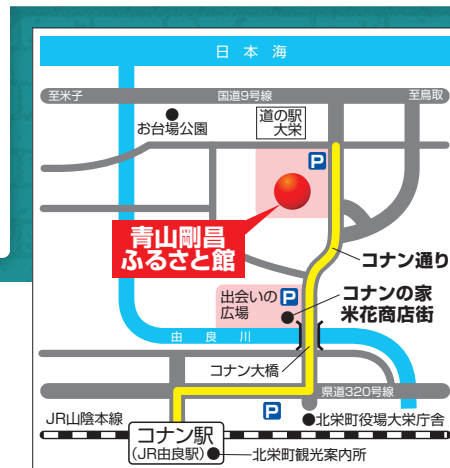 日本海
至米子
国道9号線
至鳥取
お台場公園
道の駅
大栄
P
青山剛昌
ふるさと館
コナン通り
出会いの
広場
P
コナンの家
米花商店街
由良川
コナン大橋
県道320号線
P
JR山陰本線
コナン駅
(JR由良駅)
北栄町役場大栄庁舎
北栄町観光案内所